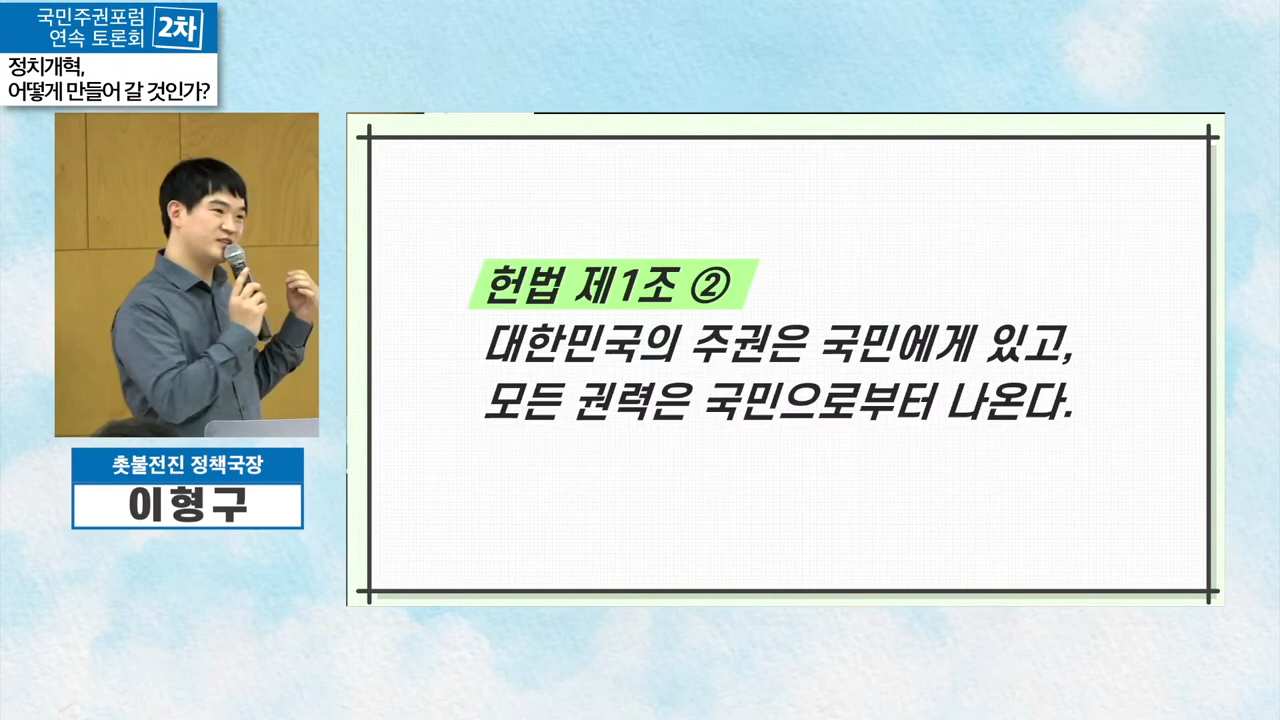 국민주권포럼
연속 토론회
2차
정치개혁,
어떻게 만들어 갈 것인가?
헌법 제1조 ②
대한민국의 주권은 국민에게 있고,
모든 권력은 국민으로부터 나온다.
촛불전진 정책국장
이형구